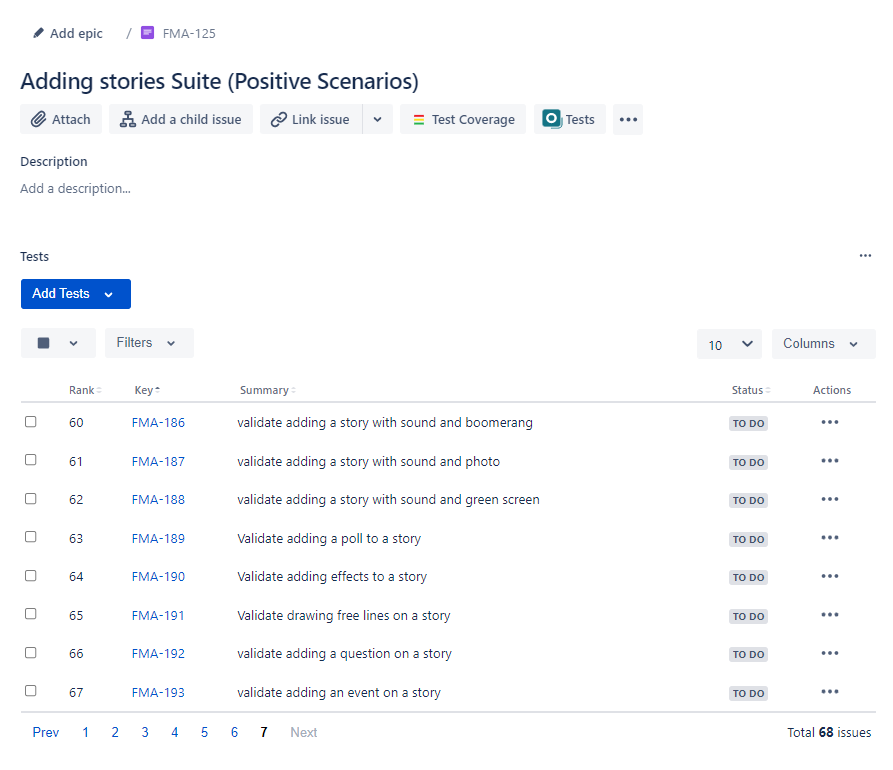 Add epic / FMA-125
Adding stories Suite (Positive Scenarios)
Attach Add a child issue Link issue Test Coverage Tests
Description
Add a description...
Tests
Add Tests
Filters 10 Columns
Rank Key Summary Status Actions
60 FMA-186 validate adding a story with sound and boomerang TO DO
61 FMA-187 validate adding a story with sound and photo TO DO
62 FMA-188 validate adding a story with sound and green screen TO DO
63 FMA-189 Validate adding a poll to a story TO DO
64 FMA-190 Validate adding effects to a story TO DO
65 FMA-191 Validate drawing free lines on a story TO DO
66 FMA-192 validate adding a question on a story TO DO
67 FMA-193 validate adding an event on a story TO DO
Prev 1 2 3 4 5 6 7 Next Total 68 issues